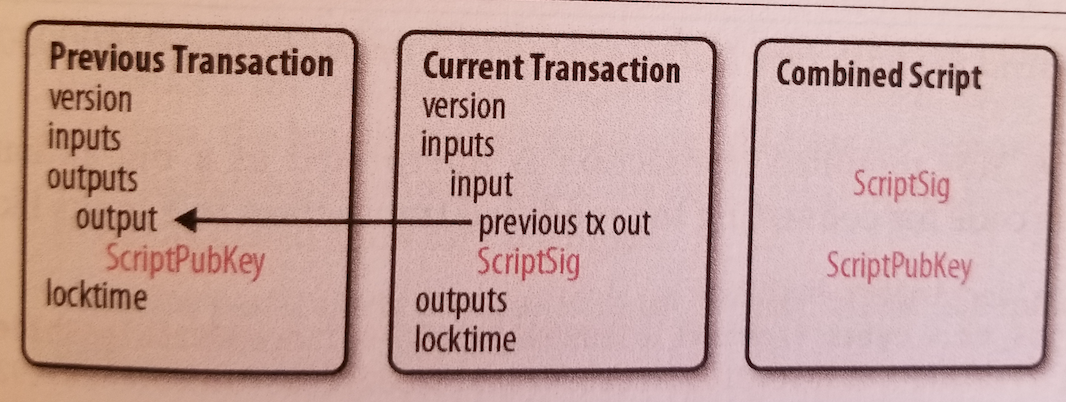 Previous Transaction
version
inputs
outputs
output
ScriptPubKey
locktime
Current Transaction
version
inputs
input
previous tx out
ScriptSig
outputs
locktime
Combined Script
ScriptSig
ScriptPubKey